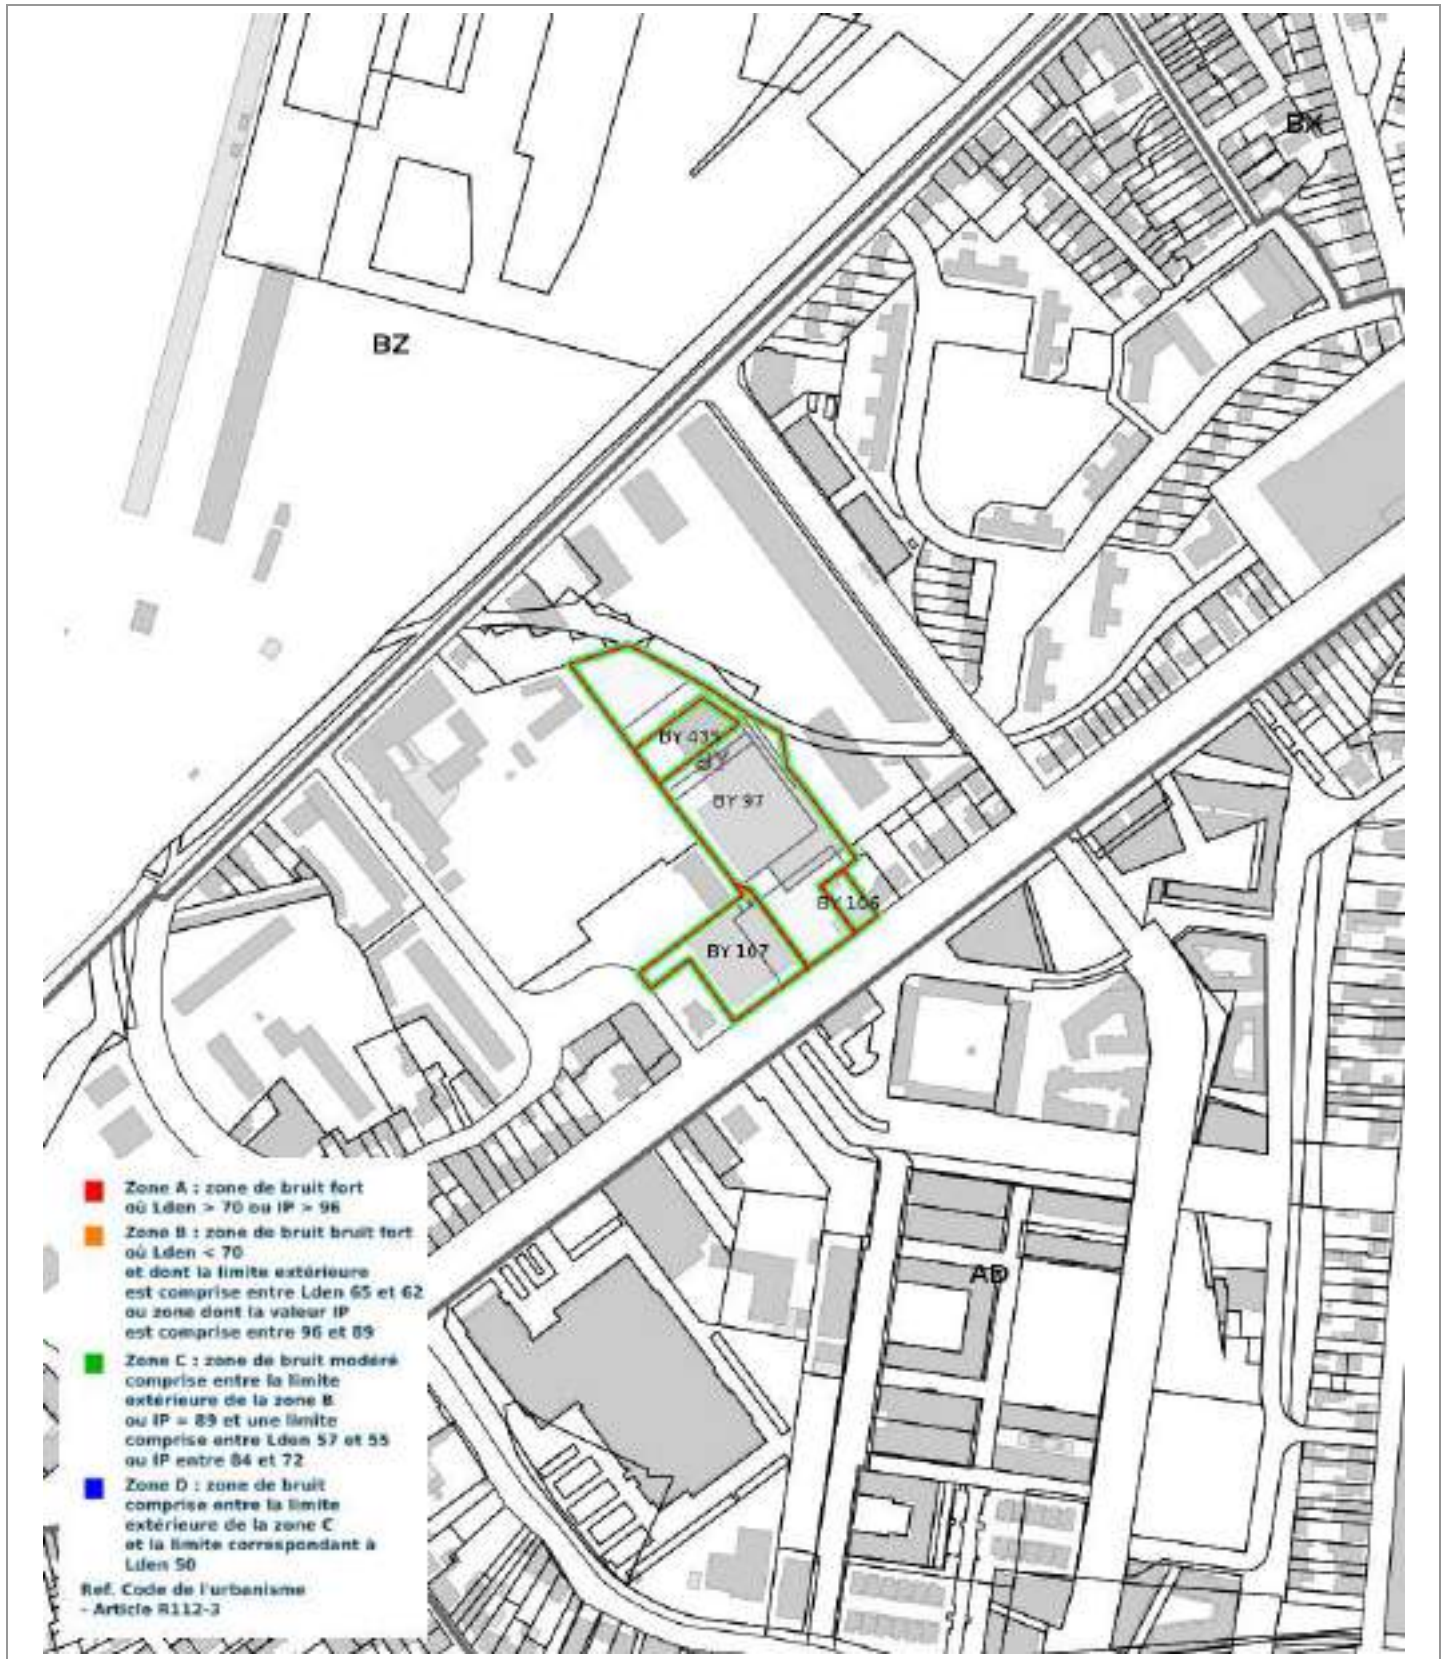 BX
BZ
BY 439
BY 97
BY 106
BY 107
AD
Zone A : zone de bruit fort
où Lden > 70 ou IP > 96
Zone B : zone de bruit bruit fort
où Lden < 70
et dont la limite extérieure
est comprise entre Lden 65 et 62
ou zone dont la valeur IP
est comprise entre 96 et 89
Zone C : zone de bruit modéré
comprise entre la limite
extérieure de la zone B
ou IP = 89 et une limite
comprise entre Lden 57 et 55
ou IP entre 84 et 72
Zone D : zone de bruit
comprise entre la limite
extérieure de la zone C
et la limite correspondant à
Lden 50
Ref. Code de l'urbanisme
- Article R112-3